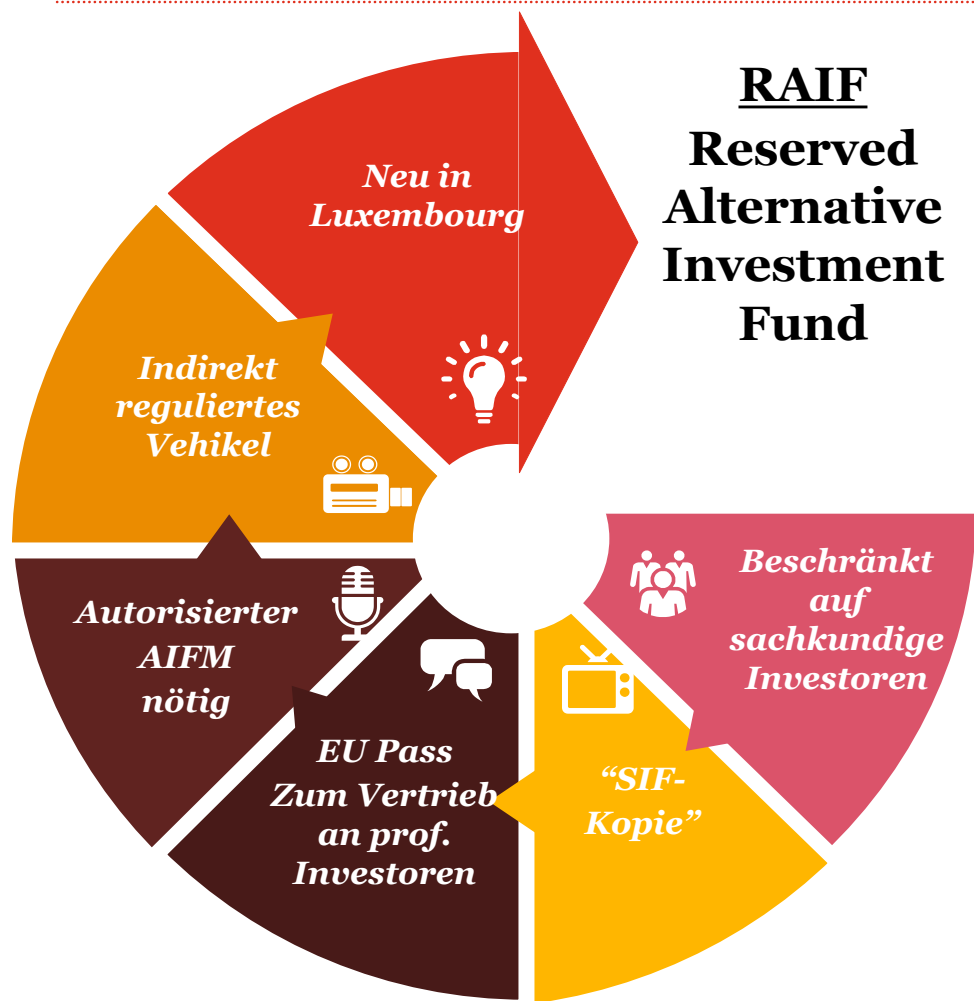 RAIF
Reserved
Alternative
Investment
Fund
Neu in
Luxembourg
Indirekt
reguliertes
Vehikel
Autorisierter
AIFM
nötig
EU Pass
Zum Vertrieb
an prof.
Investoren
“SIF-
Kopie”
Beschränkt
auf
sachkundige
Investoren